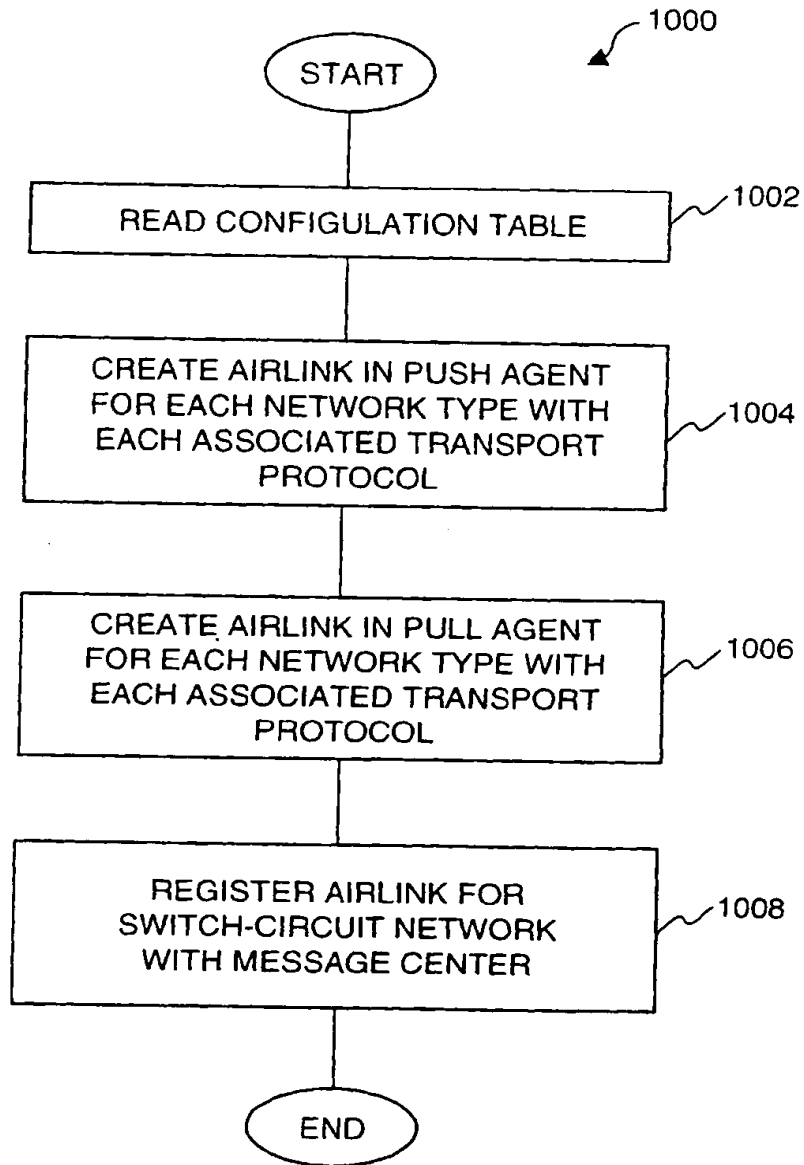 1000
START
1002
READ CONFIGULATION TABLE
CREATE AIRLINK IN PUSH AGENT
FOR EACH NETWORK TYPE WITH
EACH ASSOCIATED TRANSPORT
PROTOCOL
1004
CREATE AIRLINK IN PULL AGENT
FOR EACH NETWORK TYPE WITH
EACH ASSOCIATED TRANSPORT
PROTOCOL
1006
REGISTER AIRLINK FOR
SWITCH-CIRCUIT NETWORK
WITH MESSAGE CENTER
1008
END